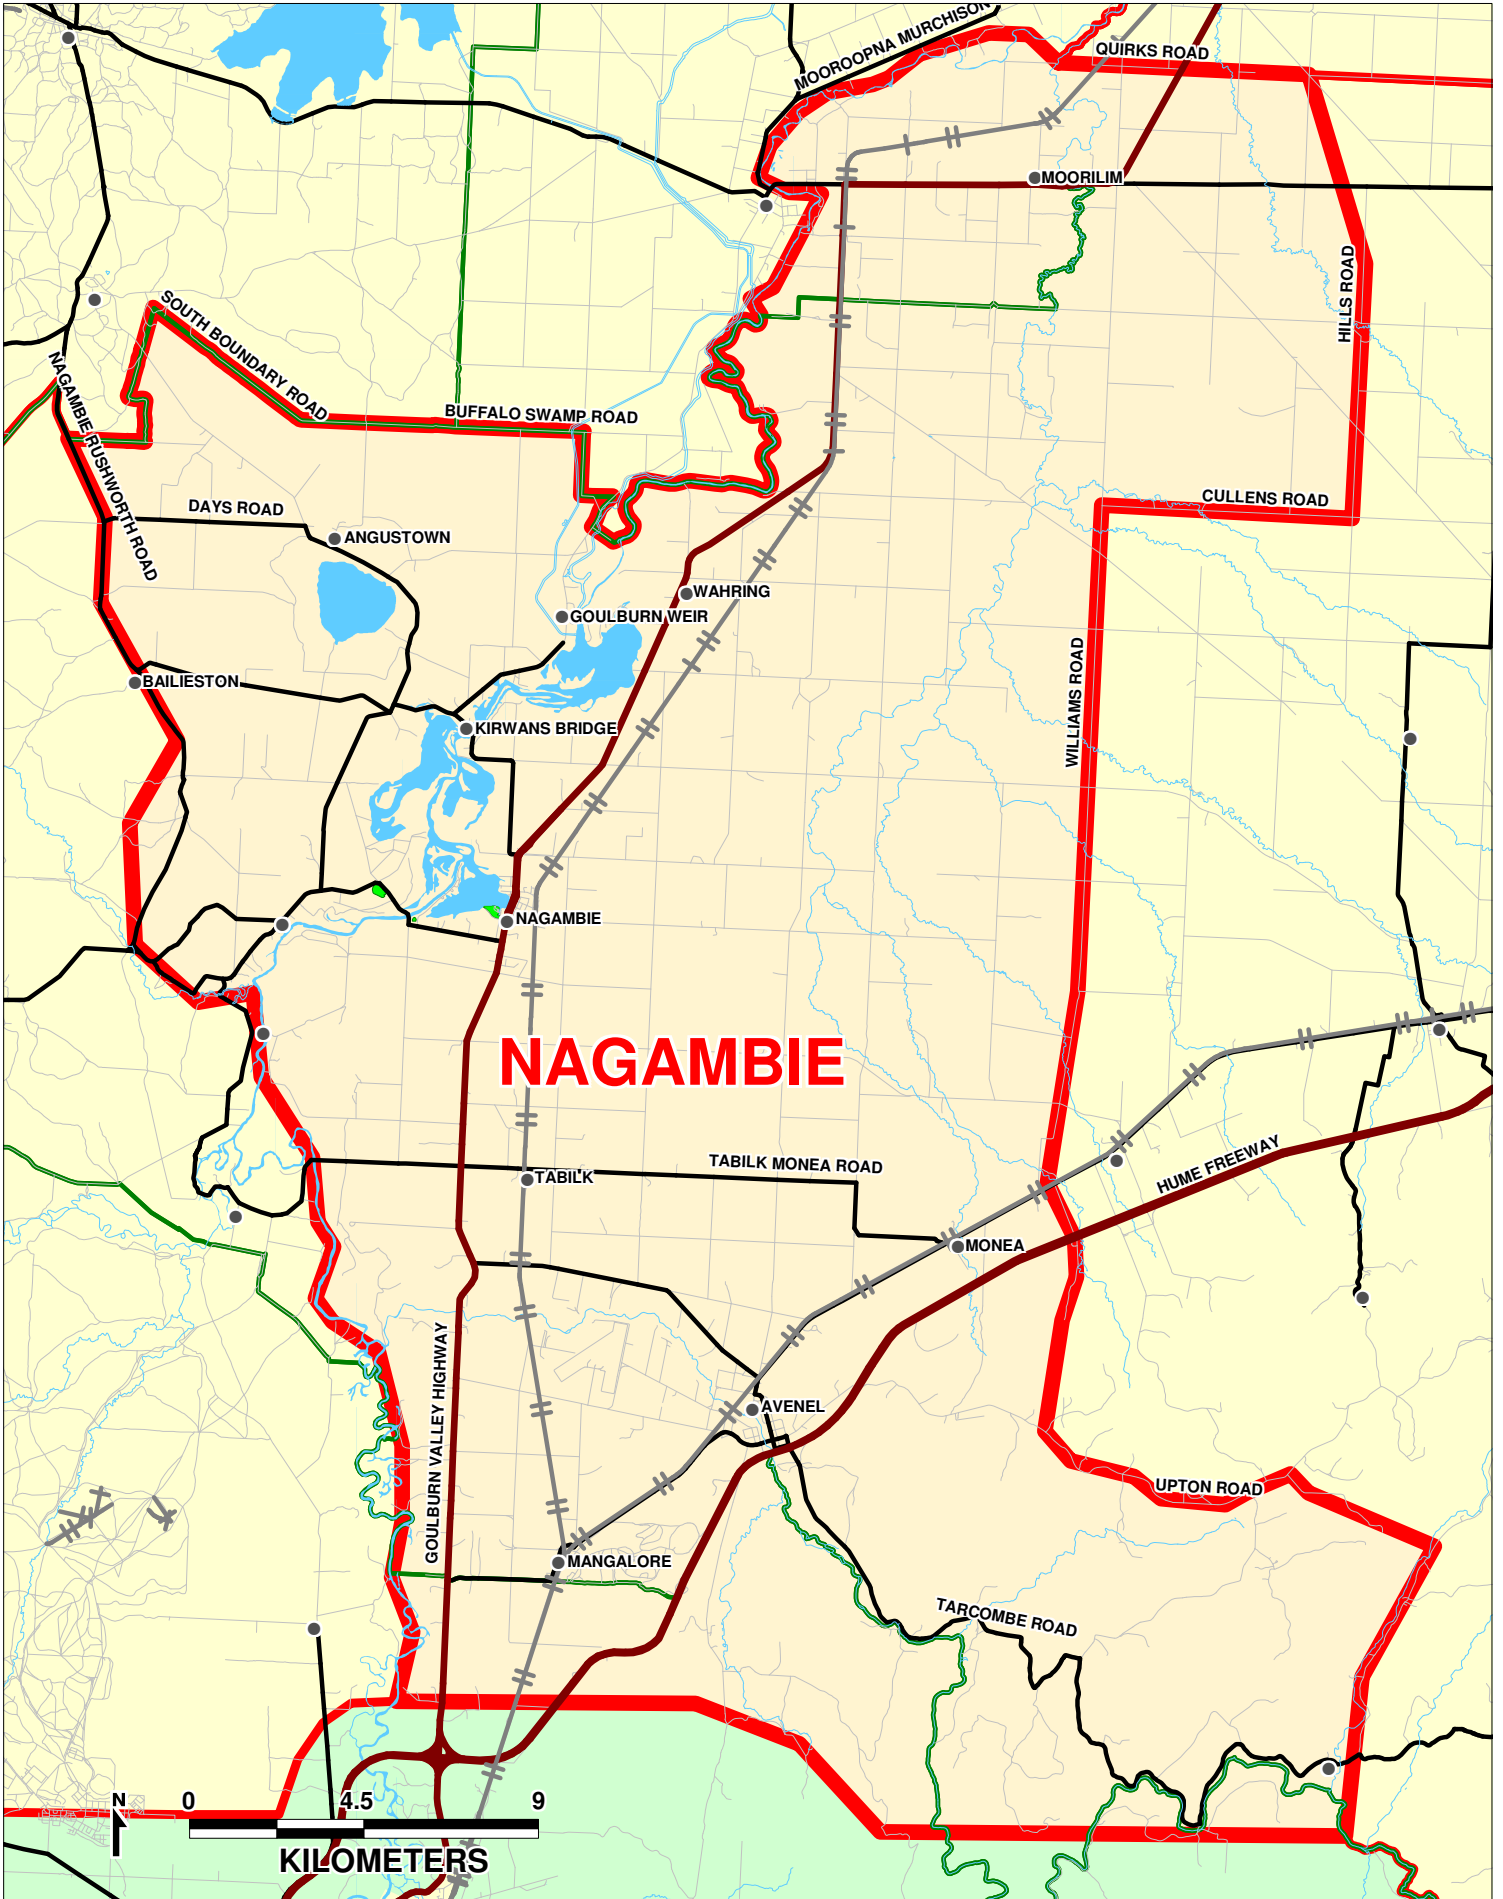 MOOROOPNA MURCHISON
QUIRKS ROAD
MOORILIM
HILLS ROAD
SOUTH BOUNDARY ROAD
BUFFALO SWAMP ROAD
NAGAMBIE RUSHWORTH ROAD
CULLENS ROAD
DAYS ROAD
ANGUSTOWN
WAHRING
GOULBURN WEIR
WILLIAMS ROAD
BAILIESTON
KIRWANS BRIDGE
NAGAMBIE
NAGAMBIE
TABILK MONEA ROAD
TABILK
HUME FREEWAY
MONEA
GOULBURN VALLEY HIGHWAY
AVENEL
UPTON ROAD
MANGALORE
TARCOMBE ROAD
N
0 4.5 9
KILOMETERS